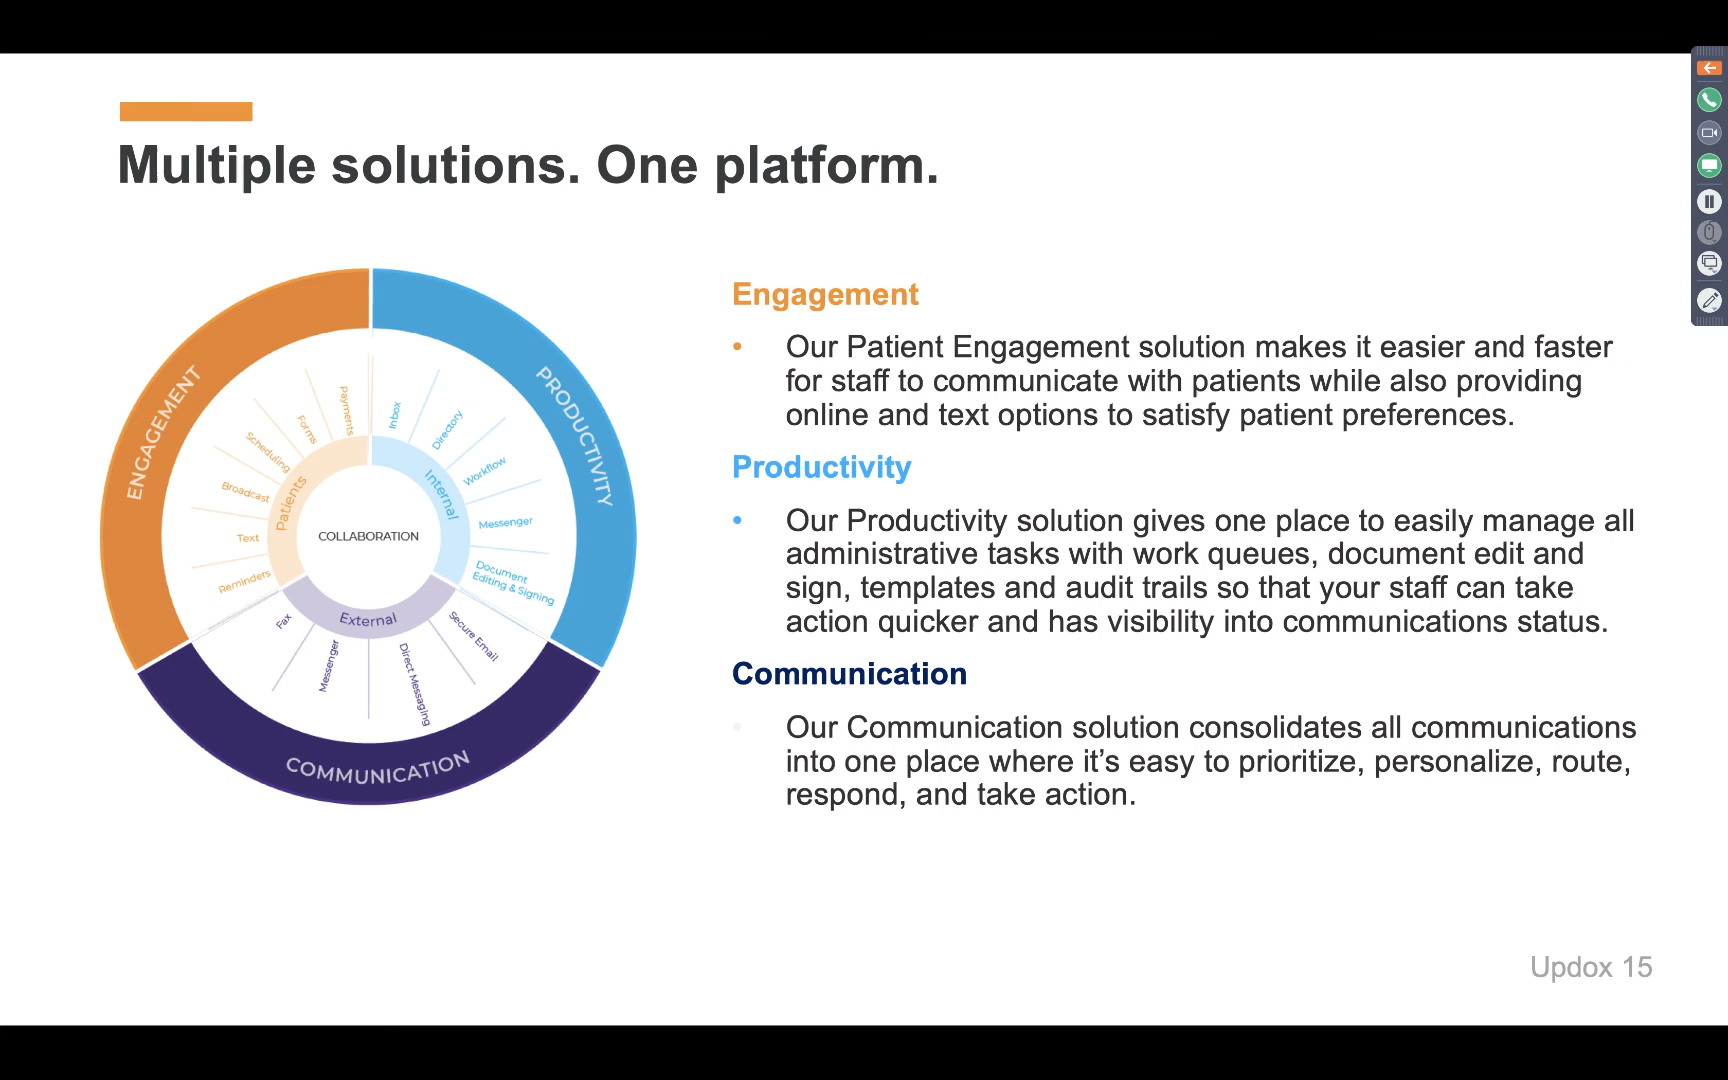 Multiple solutions. One platform.
ENGAGEMENT
PRODUCTIVITY
COMMUNICATION
Patients
Internal
External
COLLABORATION
Payments
Forms
Scheduling
Broadcast
Text
Reminders
Inbox
Directory
Workflow
Messenger
Document
Editing & Signing
Fax
Messenger
Direct Messaging
Secure Email
Engagement
• Our Patient Engagement solution makes it easier and faster
for staff to communicate with patients while also providing
online and text options to satisfy patient preferences.
Productivity
• Our Productivity solution gives one place to easily manage all
administrative tasks with work queues, document edit and
sign, templates and audit trails so that your staff can take
action quicker and has visibility into communications status.
Communication
• Our Communication solution consolidates all communications
into one place where it’s easy to prioritize, personalize, route,
respond, and take action.
Updox 15